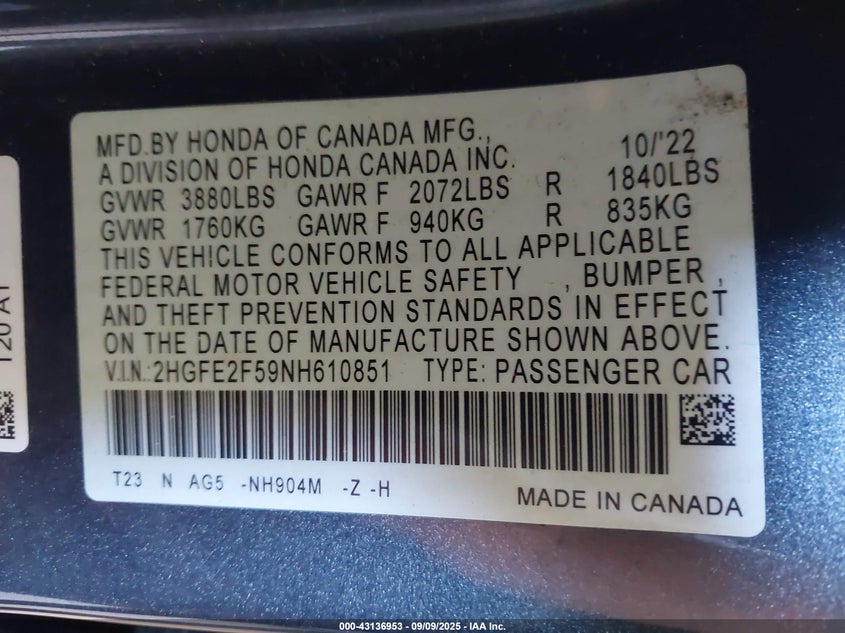 MFD.BY HONDA OF CANADA MFG., 10/'22
A DIVISION OF HONDA CANADA INC.
GVWR 3880LBS GAWR F 2072LBS R 1840LBS
GVWR 1760KG GAWR F 940KG R 835KG
THIS VEHICLE CONFORMS TO ALL APPLICABLE
FEDERAL MOTOR VEHICLE SAFETY , BUMPER ,
AND THEFT PREVENTION STANDARDS IN EFFECT
ON THE DATE OF MANUFACTURE SHOWN ABOVE.
V.I.N.: 2HGFE2F59NH610851 TYPE: PASSENGER CAR
T23 N AG5 -NH904M -Z -H
MADE IN CANADA
000-43136953 - 09/09/2025 - IAA Inc.